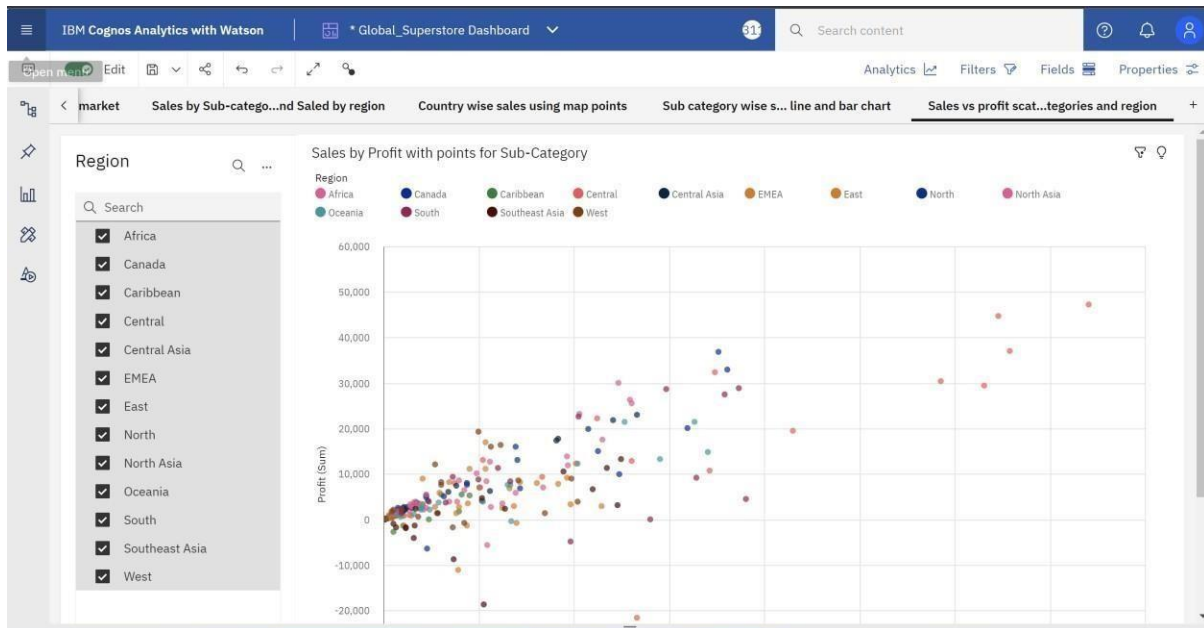 IBM Cognos Analytics with Watson
* Global_Superstore Dashboard
311
Search content
Open menu
Edit
Analytics
Filters
Fields
Properties
market
Sales by Sub-catego...nd Saled by region
Country wise sales using map points
Sub category wise s... line and bar chart
Sales vs profit scat...tegories and region
+
Region
...
Search
Africa
Canada
Caribbean
Central
Central Asia
EMEA
East
North
North Asia
Oceania
South
Southeast Asia
West
Sales by Profit with points for Sub-Category
Region
Africa Canada Caribbean Central Central Asia EMEA East North North Asia
Oceania South Southeast Asia West
Profit (Sum)
60,000
50,000
40,000
30,000
20,000
10,000
0
-10,000
-20,000